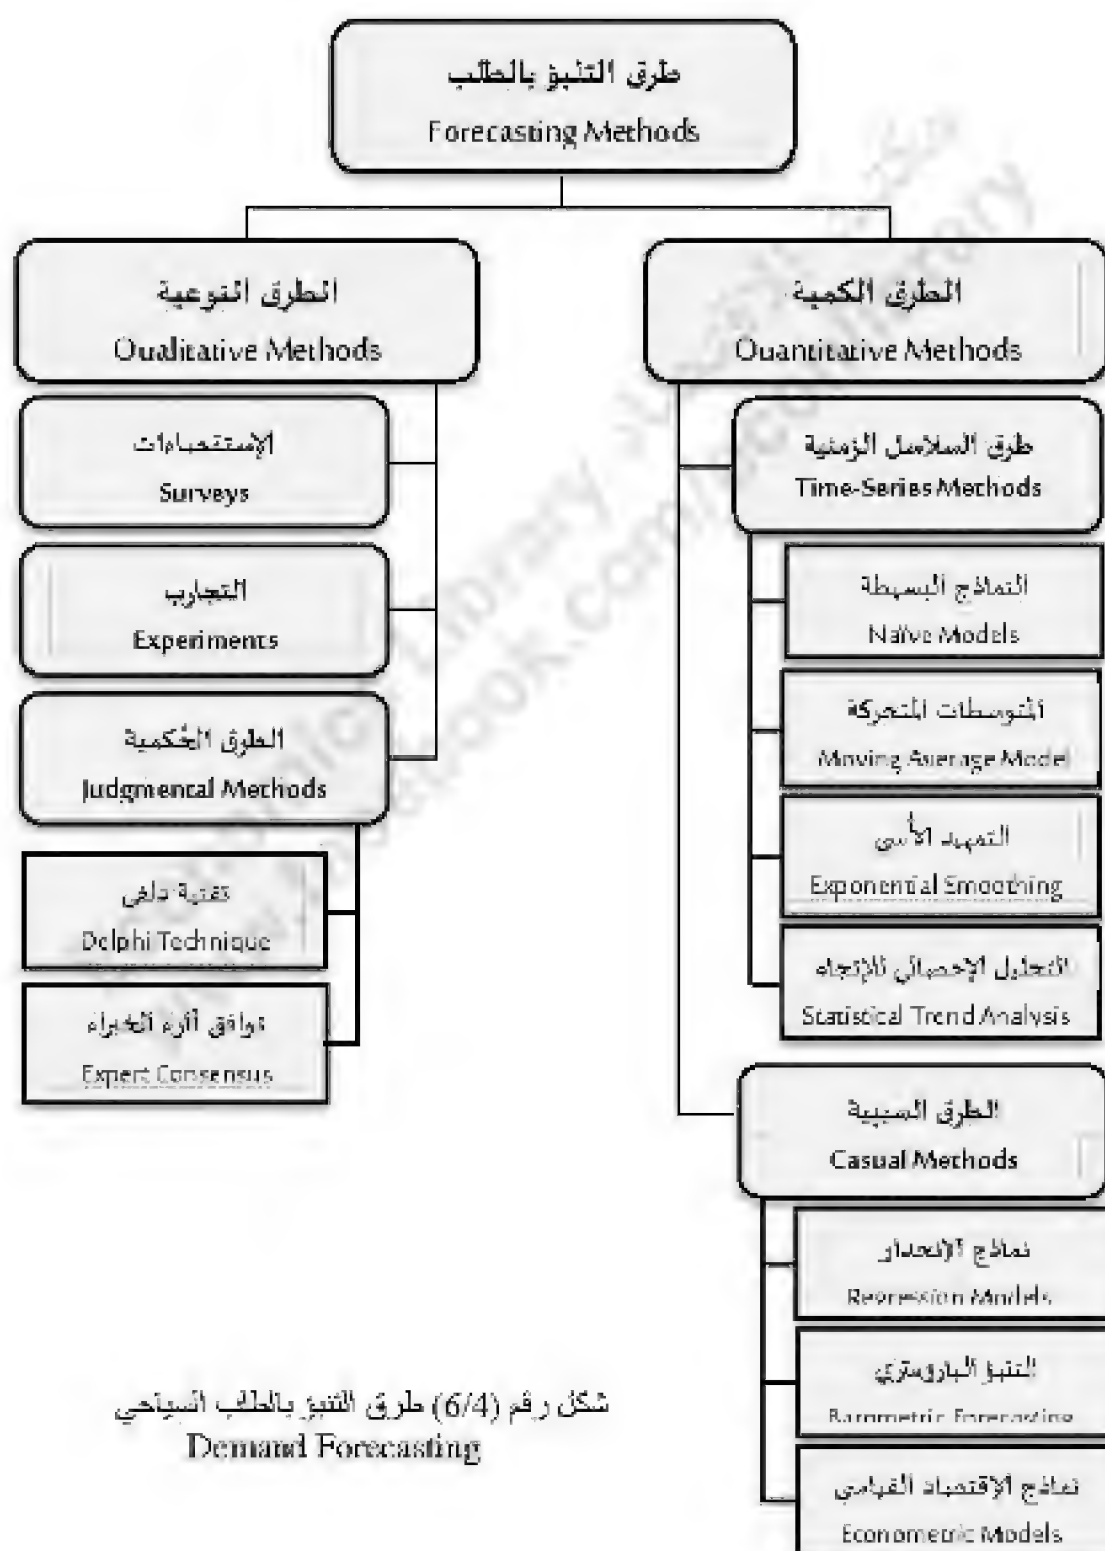 طرق التنبؤ بالطلب
Forecasting Methods
الطرق النوعية
Qualitative Methods
الإستقصاءات
Surveys
التجارب
Experiments
الطرق الحُكمية
Judgmental Methods
تقنية دلفى
Delphi Technique
توافق آارء الخبراء
Expert Consensus
الطرق الكمية
Quantitative Methods
طرق السلاسل الزمنية
Time-Series Methods
النماذج البسيطة
Naïve Models
المتوسطات المتحركة
Moving Average Model
التمهيد الأسى
Exponential Smoothing
التحليل الإحصائي للإتجاه
Statistical Trend Analysis
الطرق السببية
Casual Methods
نماذج الإنحدار
Regression Models
التنبؤ البارومتري
Barometric Forecasting
نماذج الإقتصاد القياسي
Econometric Models
شكل رقم (6/4) طرق التنبؤ بالطلب السياحي
Demand Forecasting